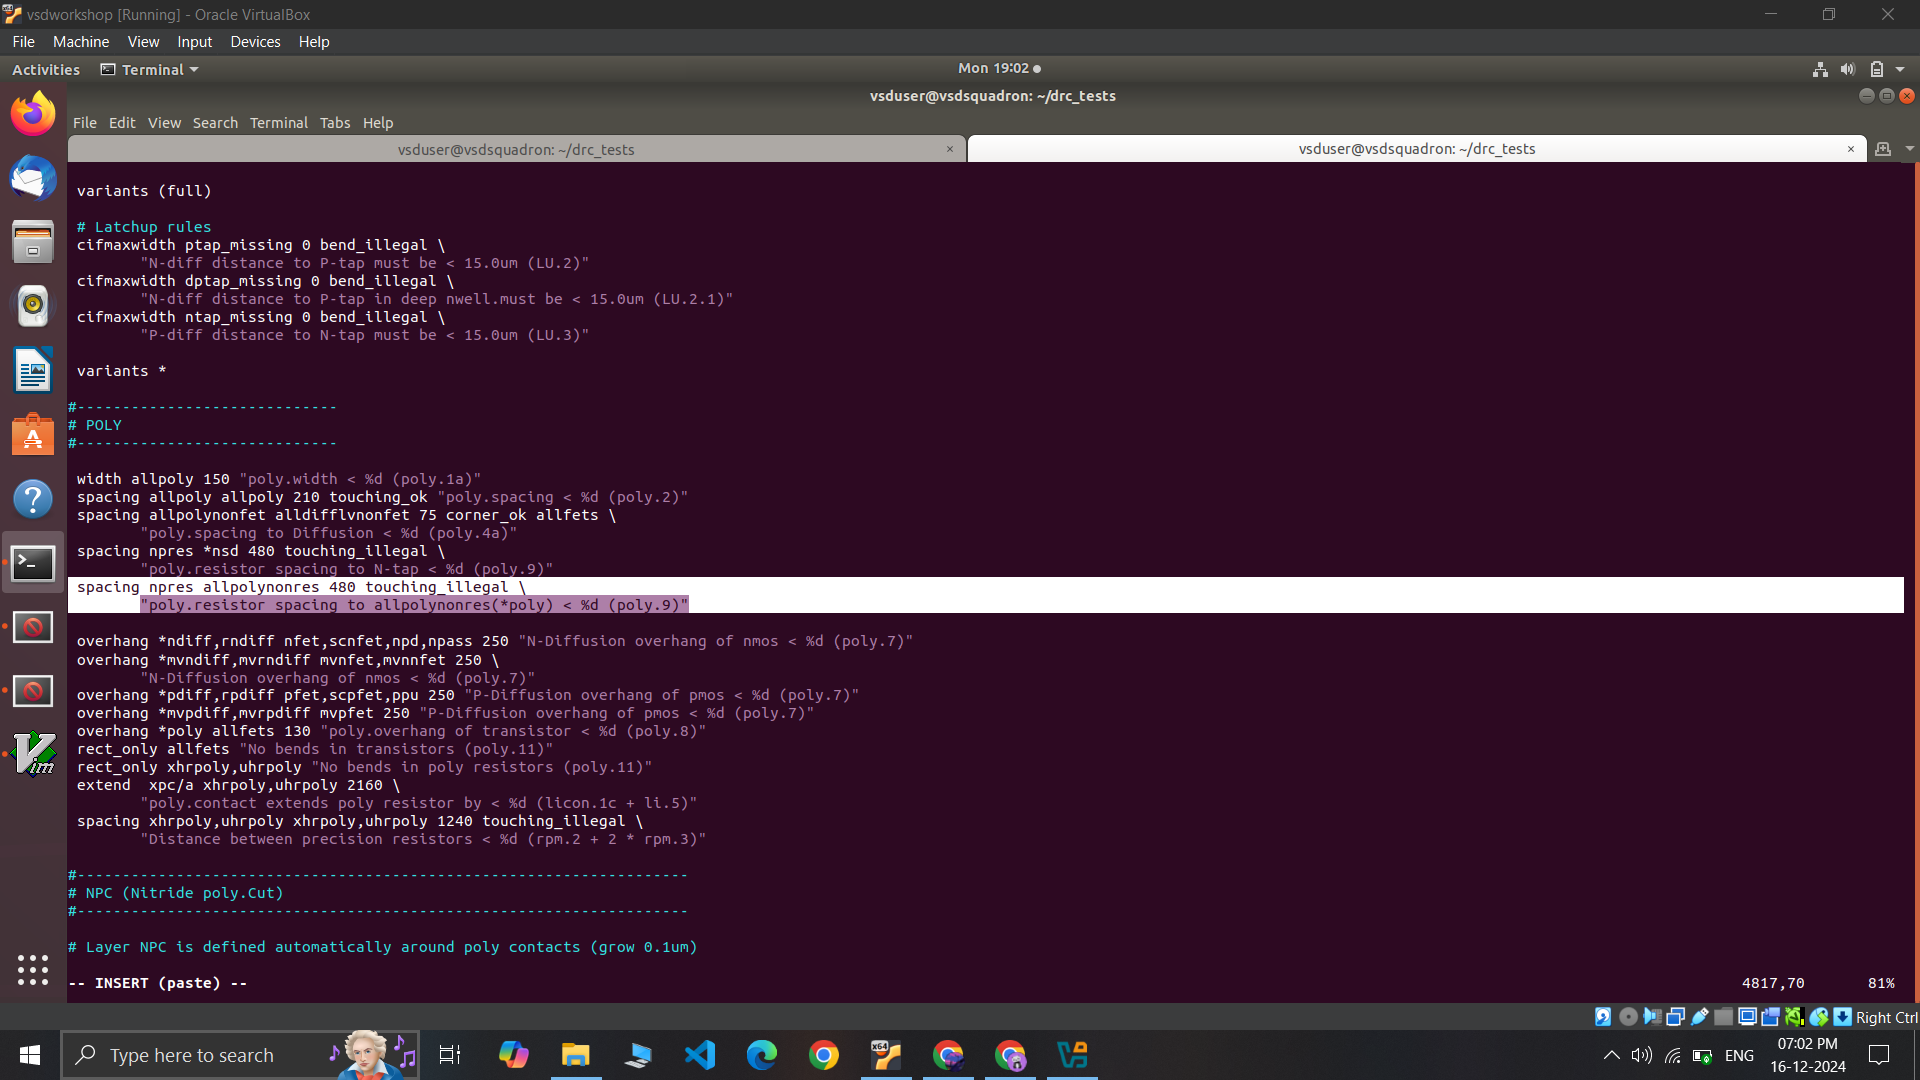 vsdworkshop [Running] - Oracle VirtualBox
File Machine View Input Devices Help
Activities Terminal Mon 19:02
vsduser@vsdsquadron: ~/drc_tests
File Edit View Search Terminal Tabs Help
vsduser@vsdsquadron: ~/drc_tests × vsduser@vsdsquadron: ~/drc_tests ×
variants (full)
# Latchup rules
cifmaxwidth ptap_missing 0 bend_illegal \
"N-diff distance to P-tap must be < 15.0um (LU.2)"
cifmaxwidth dptap_missing 0 bend_illegal \
"N-diff distance to P-tap in deep nwell.must be < 15.0um (LU.2.1)"
cifmaxwidth ntap_missing 0 bend_illegal \
"P-diff distance to N-tap must be < 15.0um (LU.3)"
variants *
#-----------------------------
# POLY
#-----------------------------
width allpoly 150 "poly.width < %d (poly.1a)"
spacing allpoly allpoly 210 touching_ok "poly.spacing < %d (poly.2)"
spacing allpolynonfet alldifflvnonfet 75 corner_ok allfets \
"poly.spacing to Diffusion < %d (poly.4a)"
spacing npres *nsd 480 touching_illegal \
"poly.resistor spacing to N-tap < %d (poly.9)"
spacing npres allpolynonres 480 touching_illegal \
"poly.resistor spacing to allpolynonres(*poly) < %d (poly.9)"
overhang *ndiff,rndiff nfet,scnfet,npd,npass 250 "N-Diffusion overhang of nmos < %d (poly.7)"
overhang *mvndiff,mvrndiff mvnfet,mvnnfet 250 \
"N-Diffusion overhang of nmos < %d (poly.7)"
overhang *pdiff,rpdiff pfet,scpfet,ppu 250 "P-Diffusion overhang of pmos < %d (poly.7)"
overhang *mvpdiff,mvrpdiff mvpfet 250 "P-Diffusion overhang of pmos < %d (poly.7)"
overhang *poly allfets 130 "poly.overhang of transistor < %d (poly.8)"
rect_only allfets "No bends in transistors (poly.11)"
rect_only xhrpoly,uhrpoly "No bends in poly resistors (poly.11)"
extend  xpc/a xhrpoly,uhrpoly 2160 \
"poly.contact extends poly resistor by < %d (licon.1c + li.5)"
spacing xhrpoly,uhrpoly xhrpoly,uhrpoly 1240 touching_illegal \
"Distance between precision resistors < %d (rpm.2 + 2 * rpm.3)"
#--------------------------------------------------------------------
# NPC (Nitride poly.Cut)
#--------------------------------------------------------------------
# Layer NPC is defined automatically around poly contacts (grow 0.1um)
-- INSERT (paste) -- 4817,70 81%
Right Ctrl
Type here to search
ENG
07:02 PM
16-12-2024